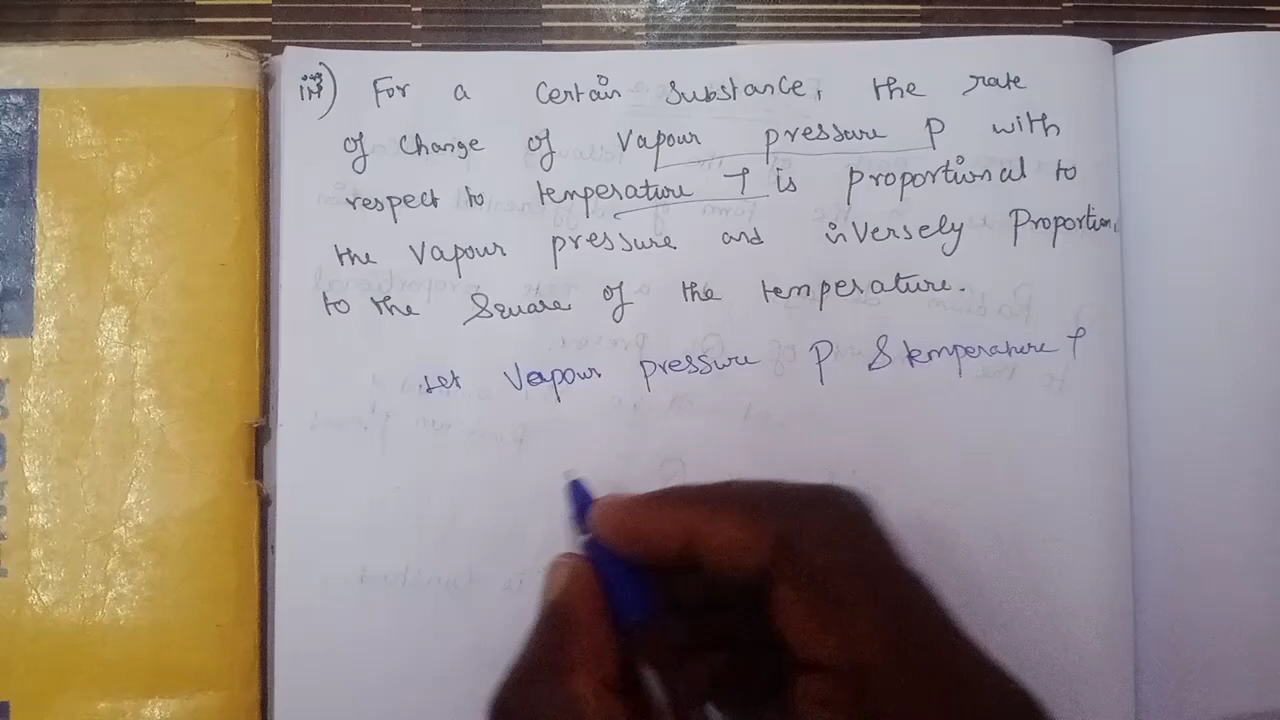 iii) For a certain substance, the rate
of change of vapour pressure P with
respect to temperature T is proportional to
the vapour pressure and inversely Proportion
to the square of the temperature.
Let Vapour pressure P & temperature T